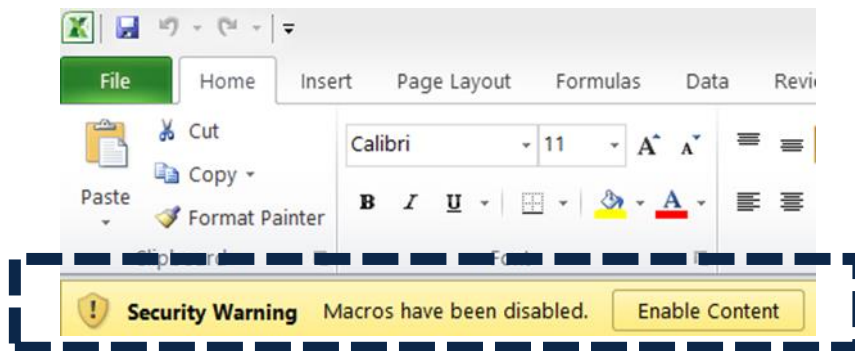 File Home Insert Page Layout Formulas Data Revi
Cut
Calibri 11 A A
Copy
Paste
B I U A
Format Painter
Security Warning Macros have been disabled. Enable Content